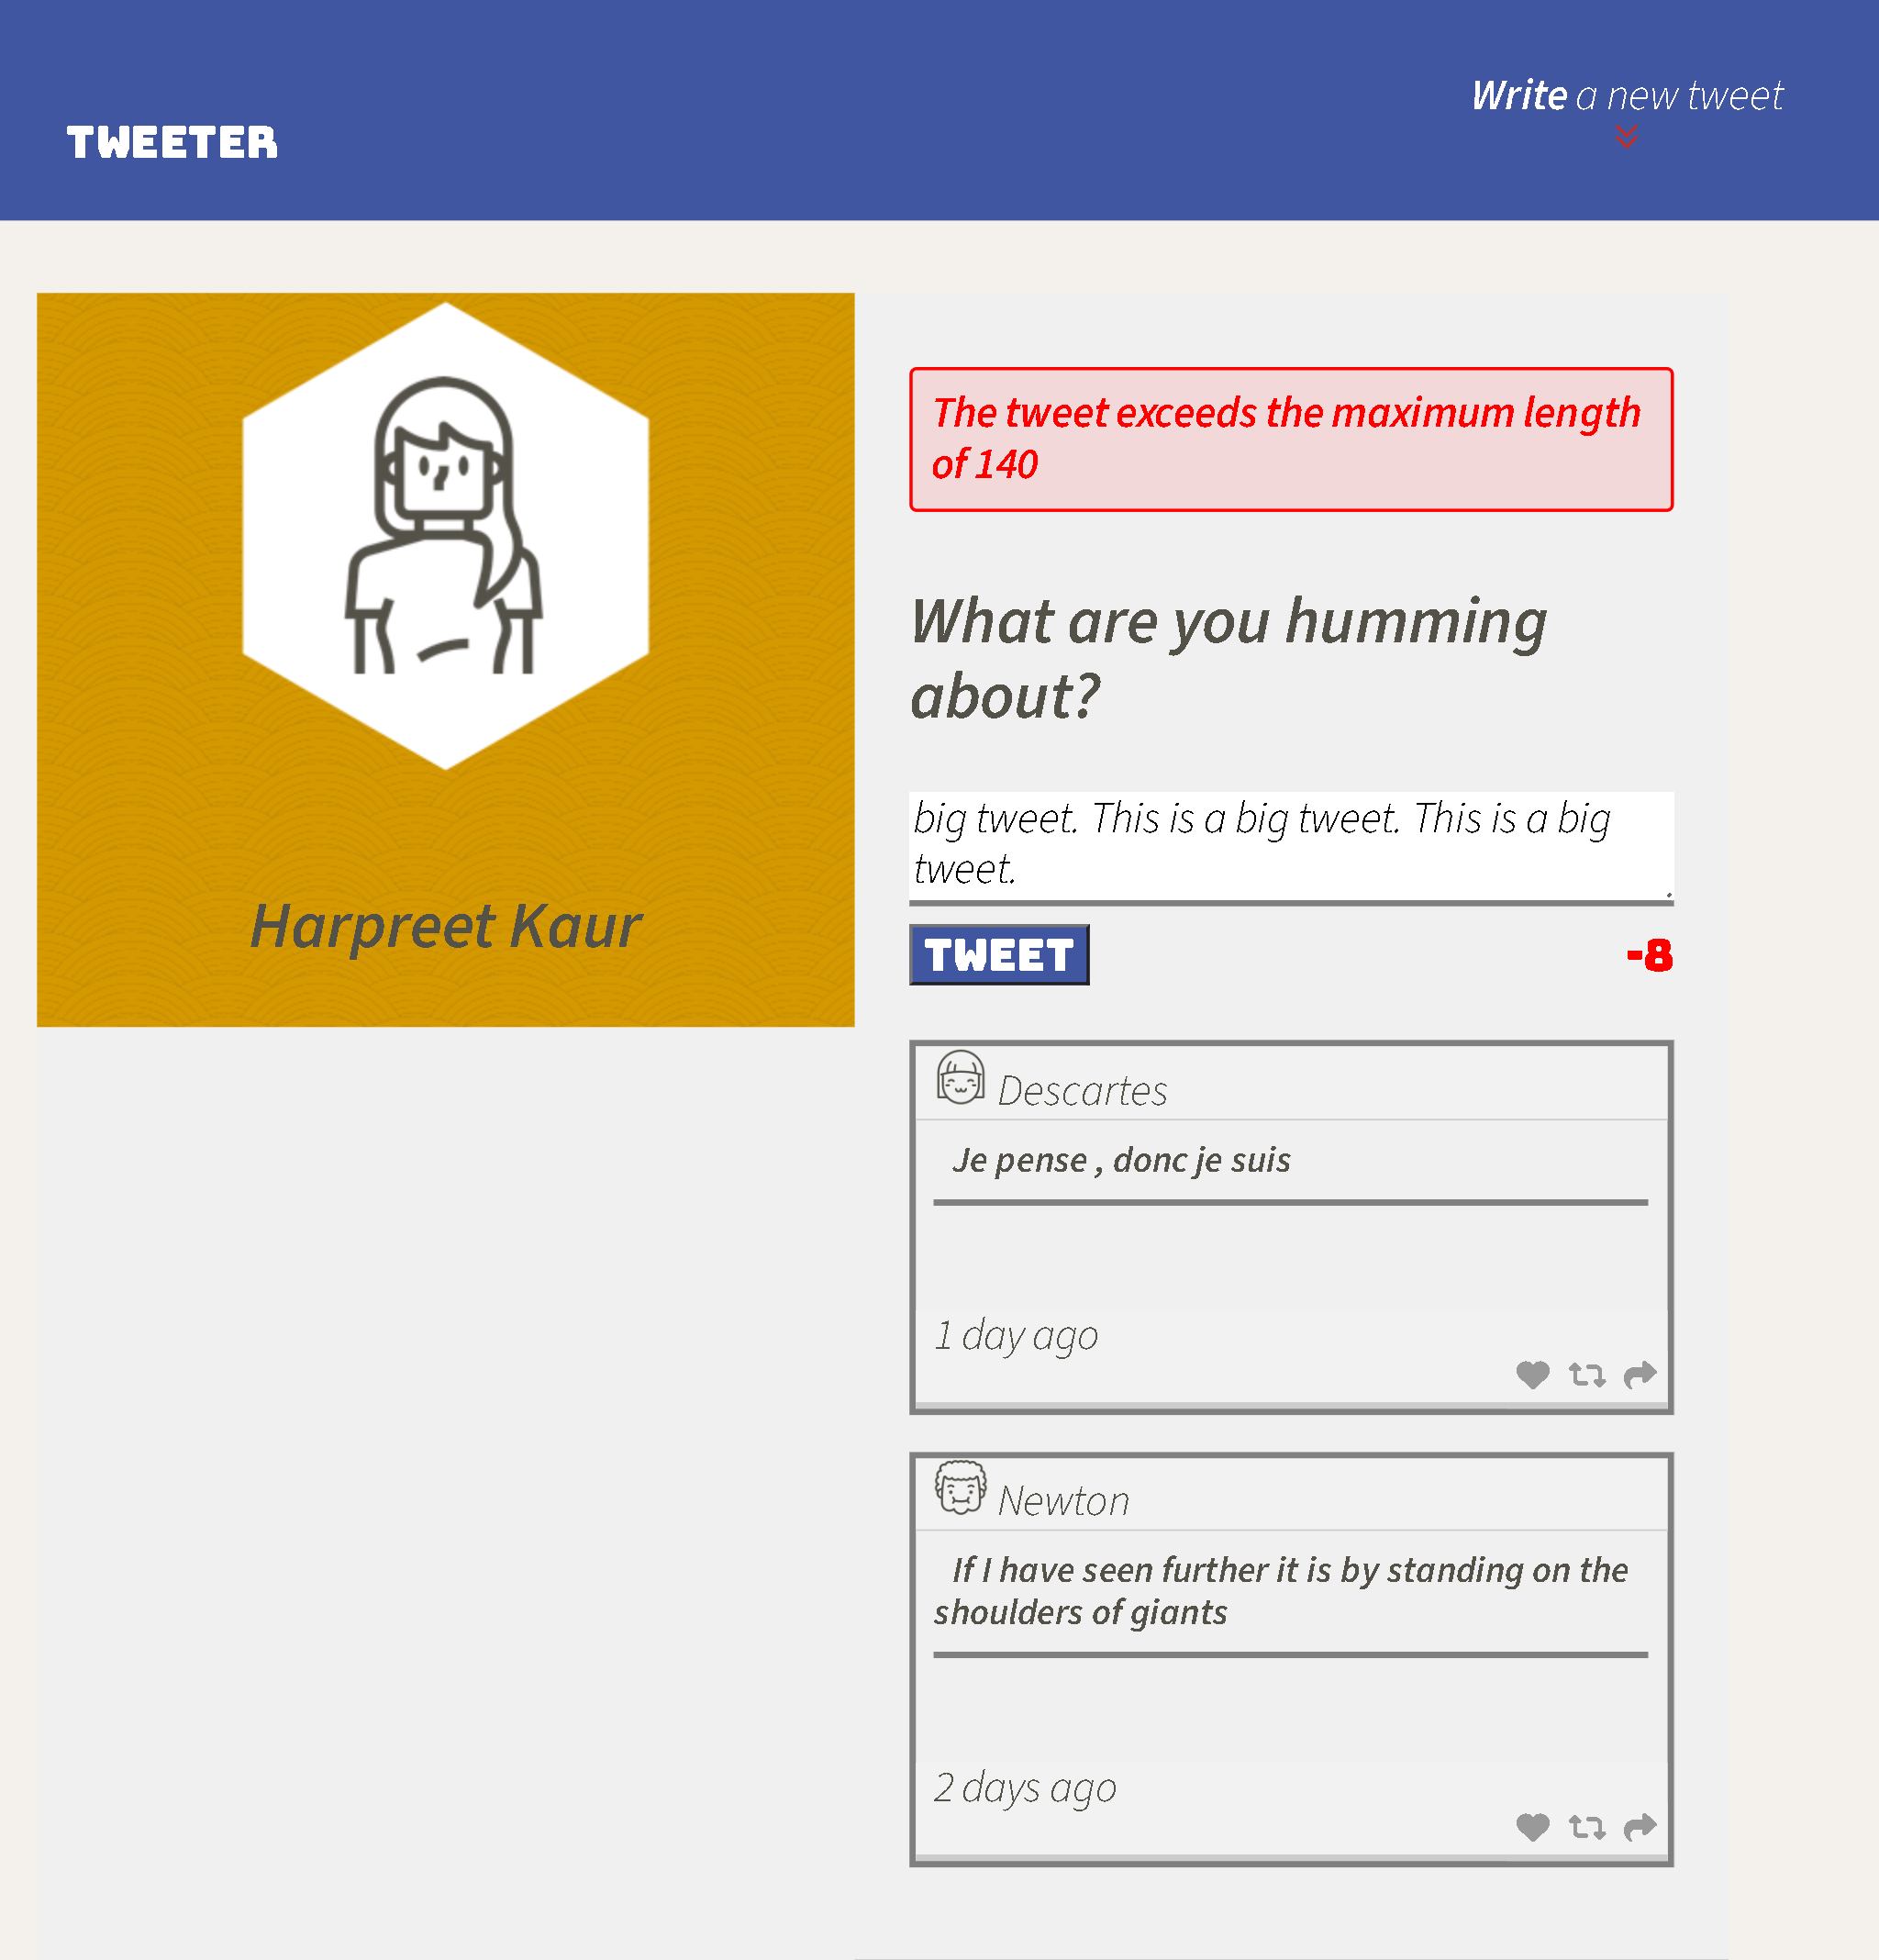 Write a new tweet
TWEETER
The tweet exceeds the maximum length
of 140
What are you humming
about?
big tweet. This is a big tweet. This is a big
tweet.
Harpreet Kaur
TWEET
-8
Descartes
Je pense , donc je suis
1 day ago
Newton
If I have seen further it is by standing on the
shoulders of giants
2 days ago